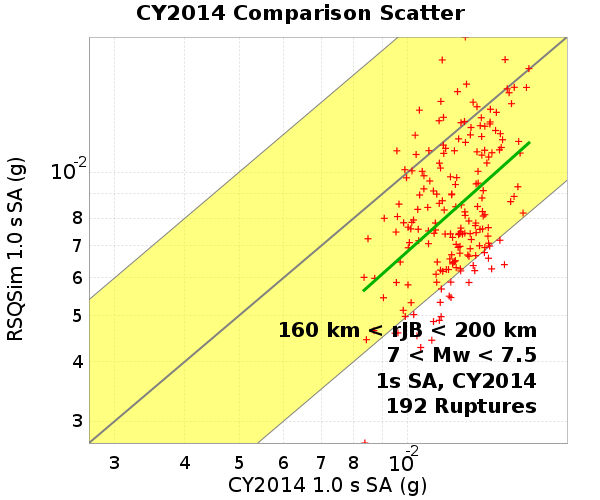 CY2014 Comparison Scatter
RSQSim 1.0 s SA (g)
10-2
8
7
6
5
4
3
160 km < rJB < 200 km
7 < Mw < 7.5
1s SA, CY2014
192 Ruptures
3 4 5 6 7 8 10-2
CY2014 1.0 s SA (g)